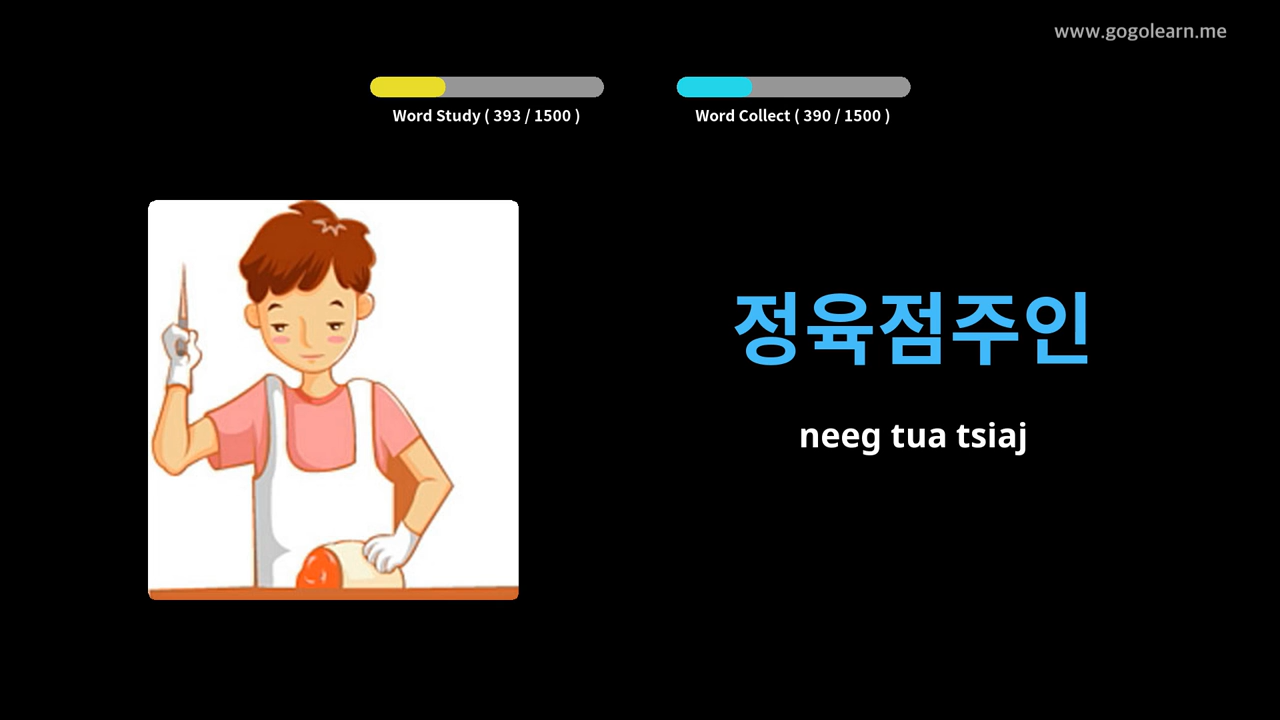 www.gogolearn.me
Word Study ( 393 / 1500 )
Word Collect ( 390 / 1500 )
정육점주인
neeg tua tsiaj